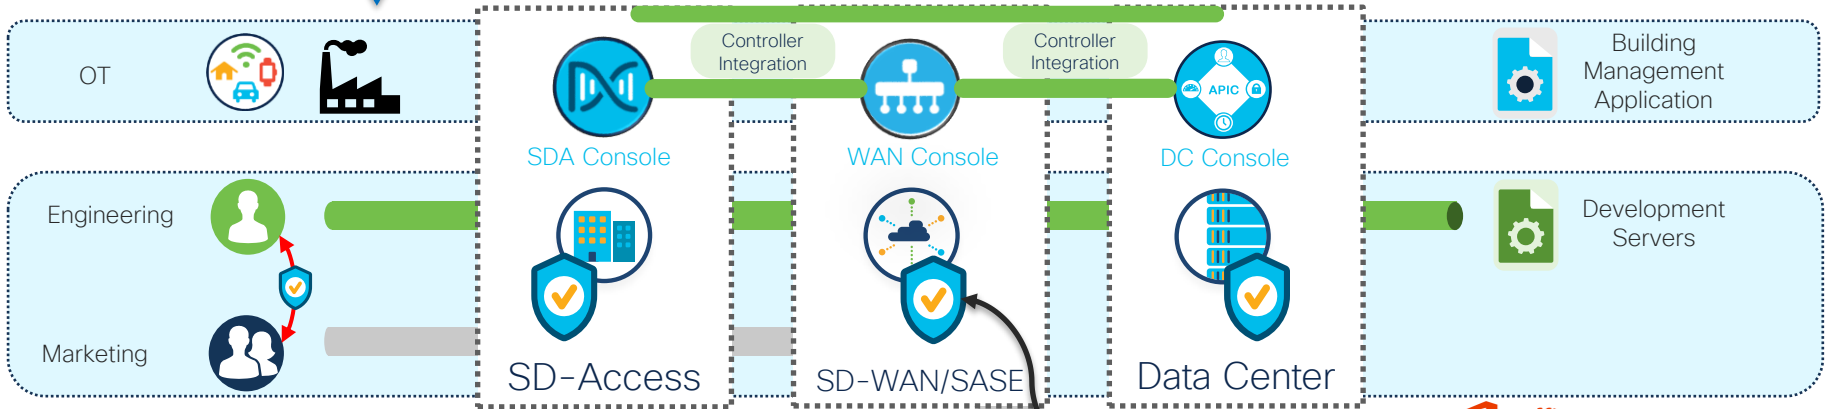 OT
Controller
Integration
Controller
Integration
APIC
Building
Management
Application
SDA Console
WAN Console
DC Console
Engineering
Development
Servers
Marketing
SD-Access
SD-WAN/SASE
Data Center